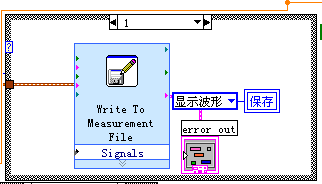 1
?
Write To
Measurement
File
Signals
显示波形
保存
error out